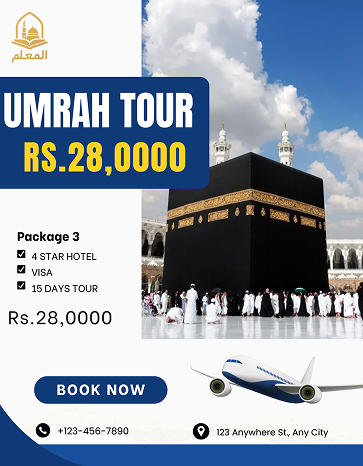 المعلم
UMRAH TOUR
RS.28,0000
Package 3
4 STAR HOTEL
VISA
15 DAYS TOUR
Rs.28,0000
BOOK NOW
+123-456-7890
123 Anywhere St., Any City